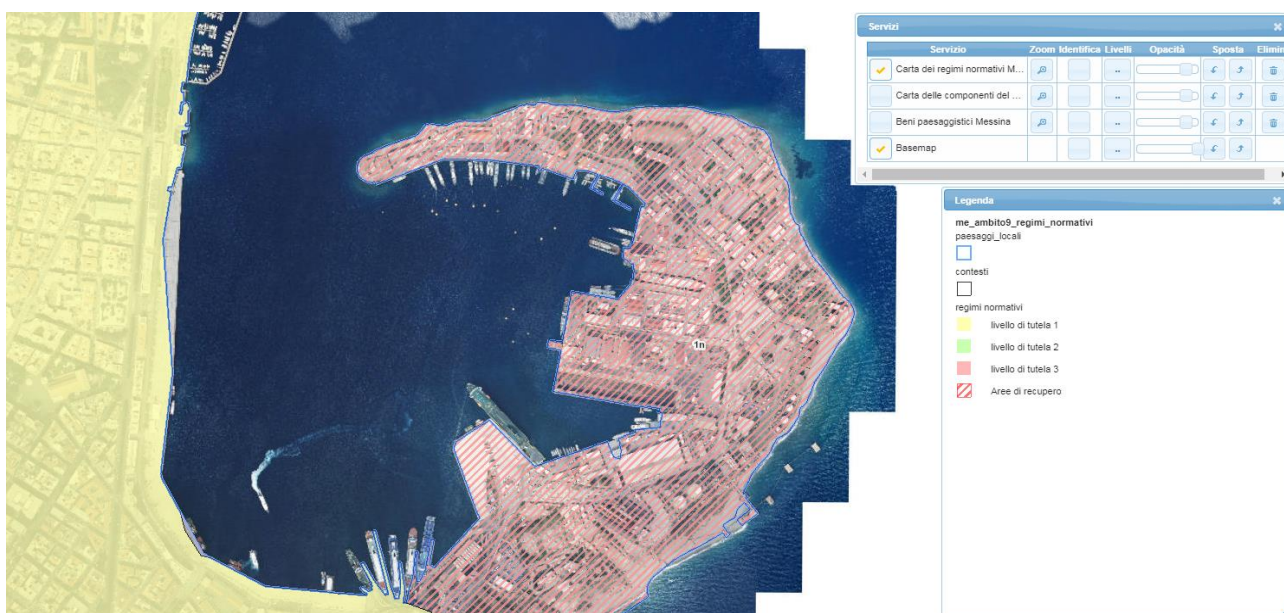 Servizi
Servizio Zoom Identifica Livelli Opacità Sposta Elimin
Carta dei regimi normativi M...
Carta delle componenti del ...
Beni paesaggistici Messina
Basemap
Legenda
me_ambito9_regimi_normativi
paesaggi_locali
contesti
regimi normativi
livello di tutela 1
livello di tutela 2
livello di tutela 3
Aree di recupero
1n